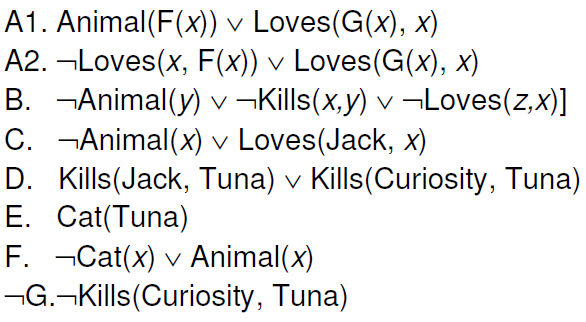 A1. Animal(F(x)) ∨ Loves(G(x), x)
A2. ¬Loves(x, F(x)) ∨ Loves(G(x), x)
B. ¬Animal(y) ∨ ¬Kills(x,y) ∨ ¬Loves(z,x)]
C. ¬Animal(x) ∨ Loves(Jack, x)
D. Kills(Jack, Tuna) ∨ Kills(Curiosity, Tuna)
E. Cat(Tuna)
F. ¬Cat(x) ∨ Animal(x)
¬G.¬Kills(Curiosity, Tuna)